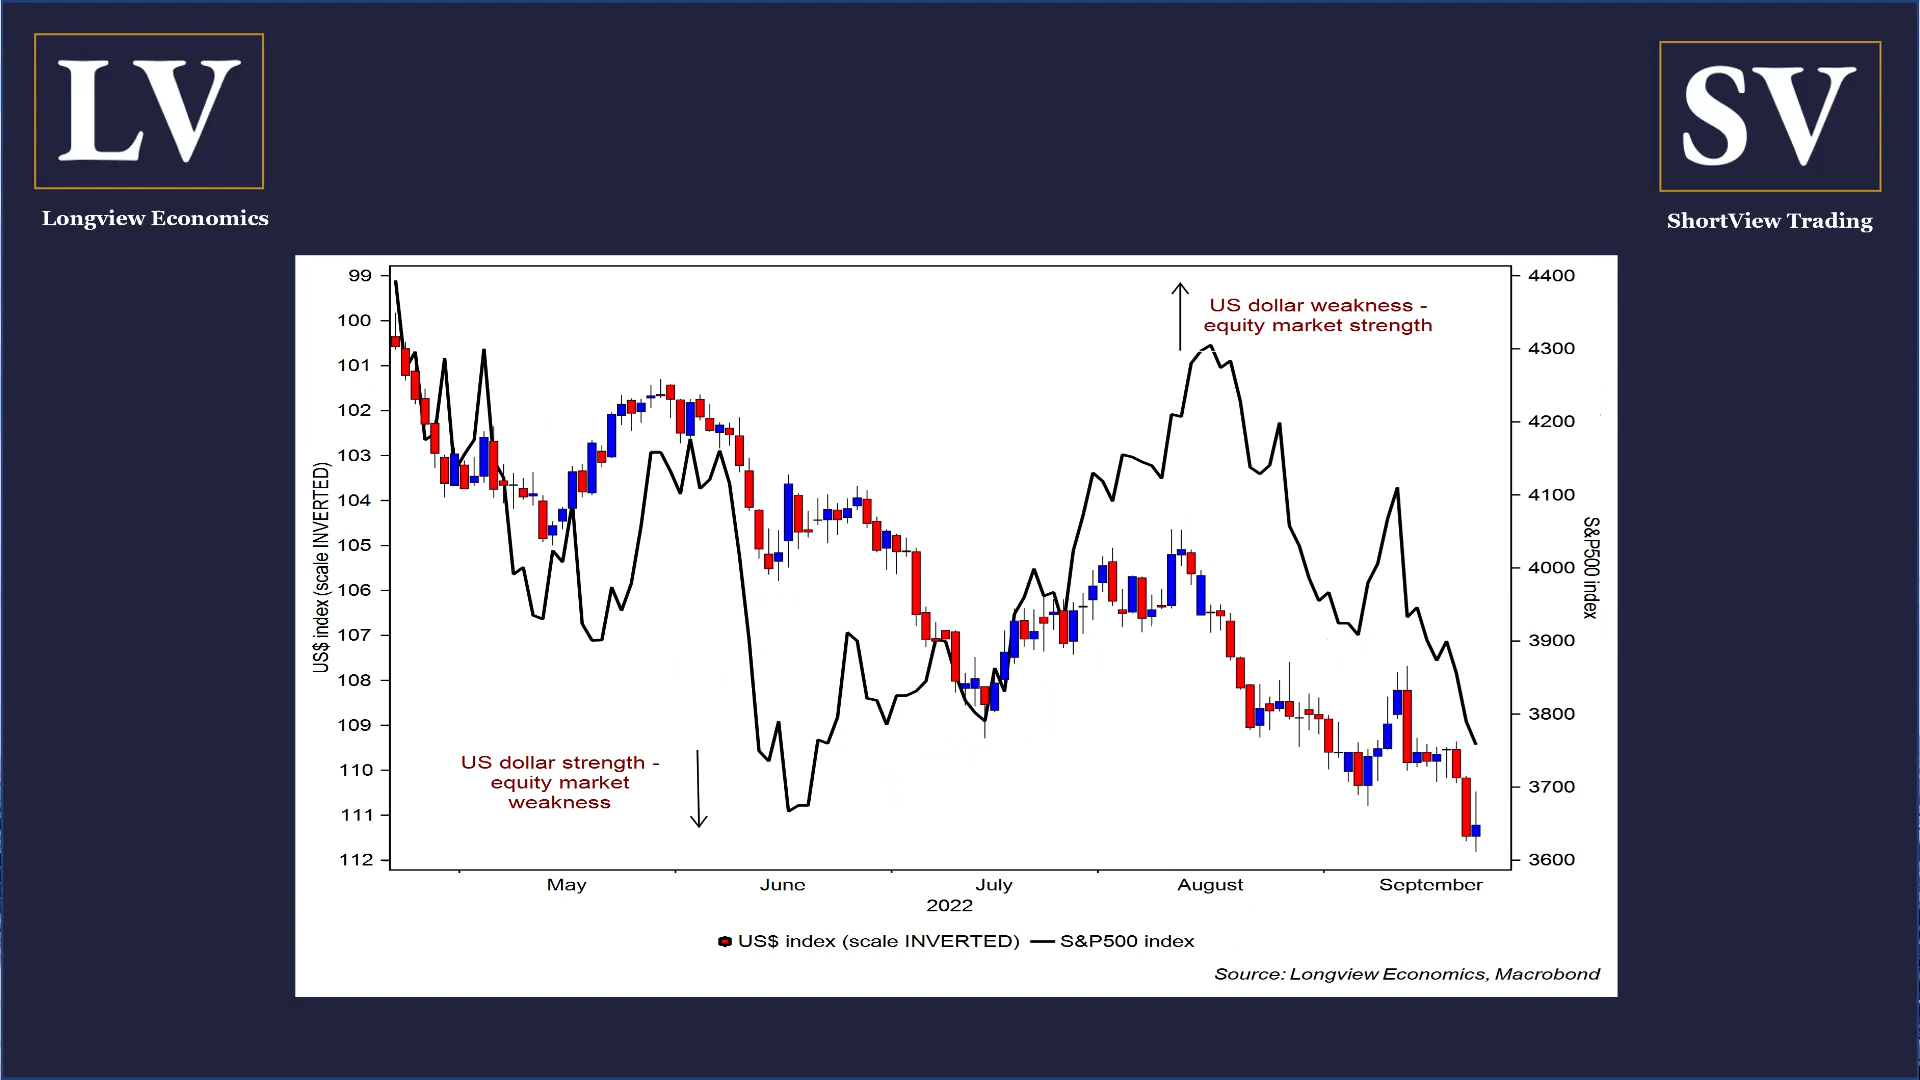 LV
Longview Economics
SV
ShortView Trading
99
100
101
102
103
104
105
106
107
108
109
110
111
112
US$ index (scale INVERTED)
4400
4300
4200
4100
4000
3900
3800
3700
3600
S&P500 index
US dollar weakness -
equity market strength
US dollar strength -
equity market
weakness
May
June
July
August
September
2022
US$ index (scale INVERTED)
S&P500 index
Source: Longview Economics, Macrobond